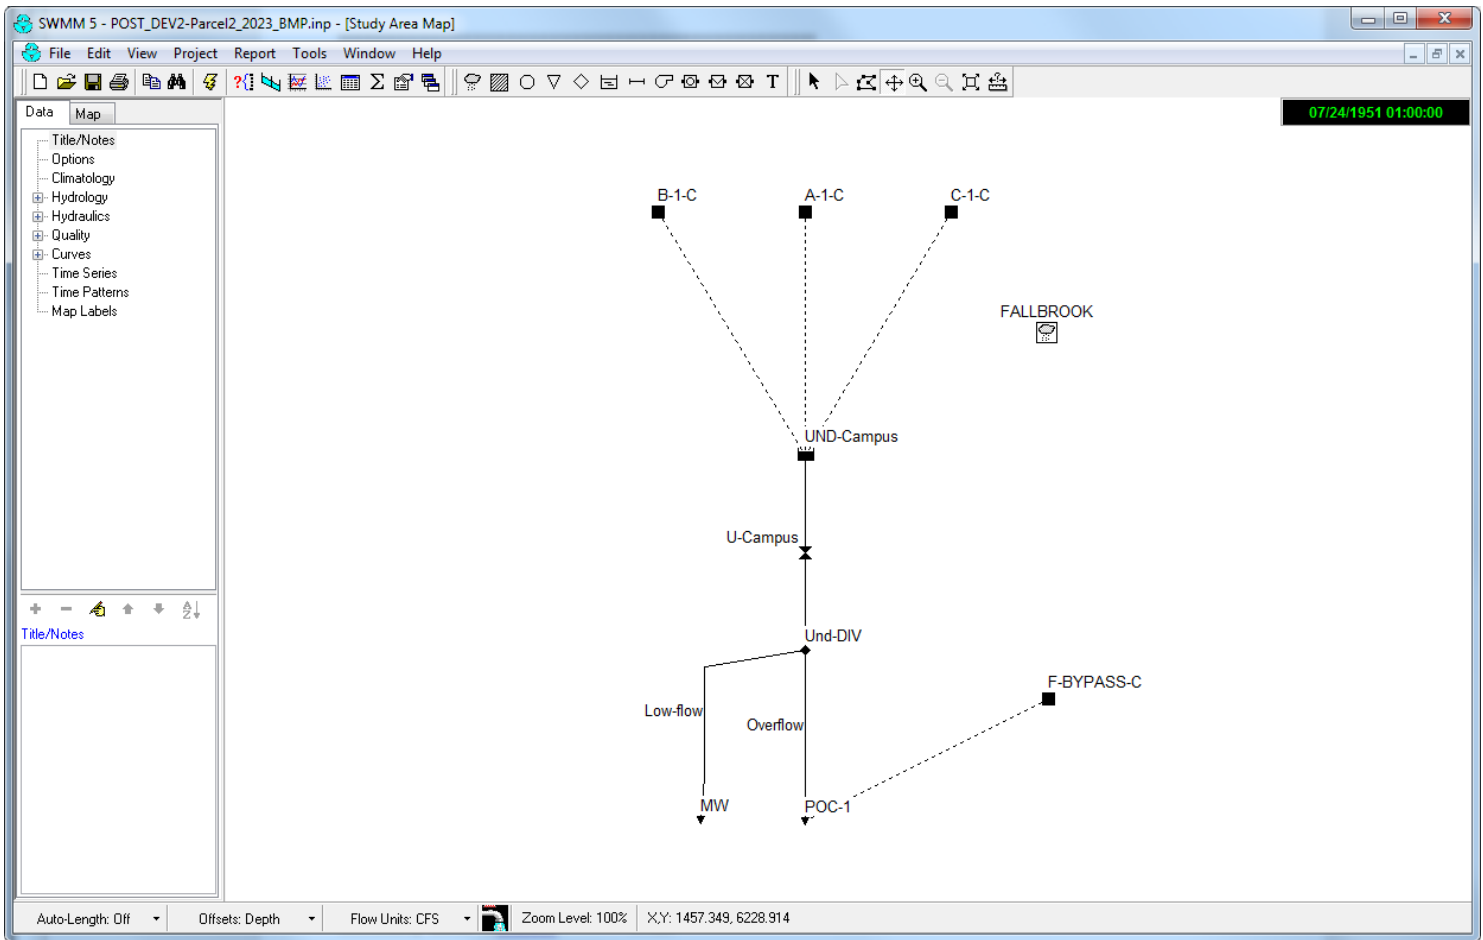 SWMM 5 - POST_DEV2-Parcel2_2023_BMP.inp - [Study Area Map]
File Edit View Project Report Tools Window Help
?{} Σ T
Data Map
07/24/1951 01:00:00
Title/Notes
Options
Climatology
Hydrology
Hydraulics
Quality
Curves
Time Series
Time Patterns
Map Labels
B-1-C A-1-C C-1-C
FALLBROOK
UND-Campus
U-Campus
Und-DIV
F-BYPASS-C
Low-flow
Overflow
MW POC-1
A
Z
Title/Notes
Auto-Length: Off Offsets: Depth Flow Units: CFS Zoom Level: 100% X,Y: 1457.349, 6228.914